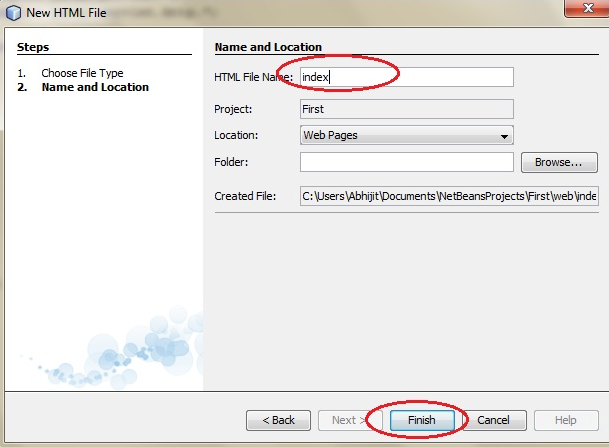 New HTML File
Steps
1. Choose File Type
2. Name and Location
Name and Location
HTML File Name: index
Project: First
Location: Web Pages
Folder: Browse...
Created File: C:\Users\Abhijit\Documents\NetBeansProjects\First\web\inde
< Back Next > Finish Cancel Help